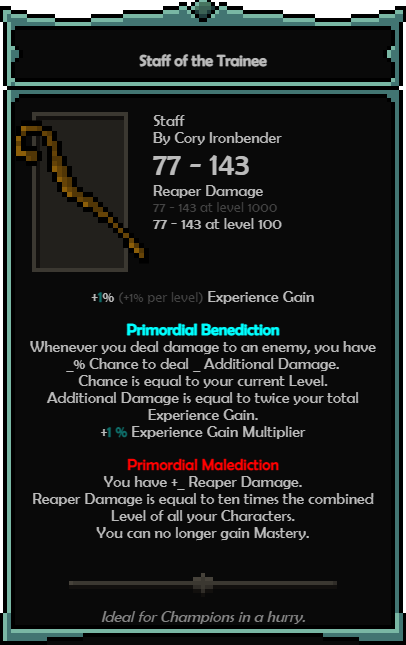 Staff of the Trainee
Staff
By Cory Ironbender
77 - 143
Reaper Damage
77 - 143 at level 1000
77 - 143 at level 100
+1% (+1% per level) Experience Gain
Primordial Benediction
Whenever you deal damage to an enemy, you have
_% Chance to deal _ Additional Damage.
Chance is equal to your current Level.
Additional Damage is equal to twice your total
Experience Gain.
+1 % Experience Gain Multiplier
Primordial Malediction
You have +_ Reaper Damage.
Reaper Damage is equal to ten times the combined
Level of all your Characters.
You can no longer gain Mastery.
Ideal for Champions in a hurry.